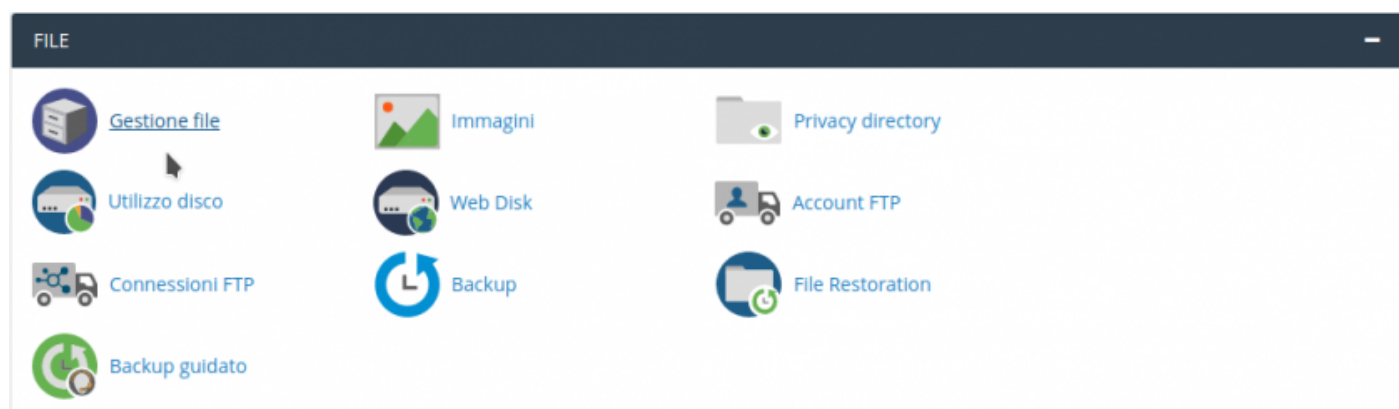 FILE
Gestione file
Immagini
Privacy directory
Utilizzo disco
Web Disk
Account FTP
Connessioni FTP
Backup
File Restoration
Backup guidato